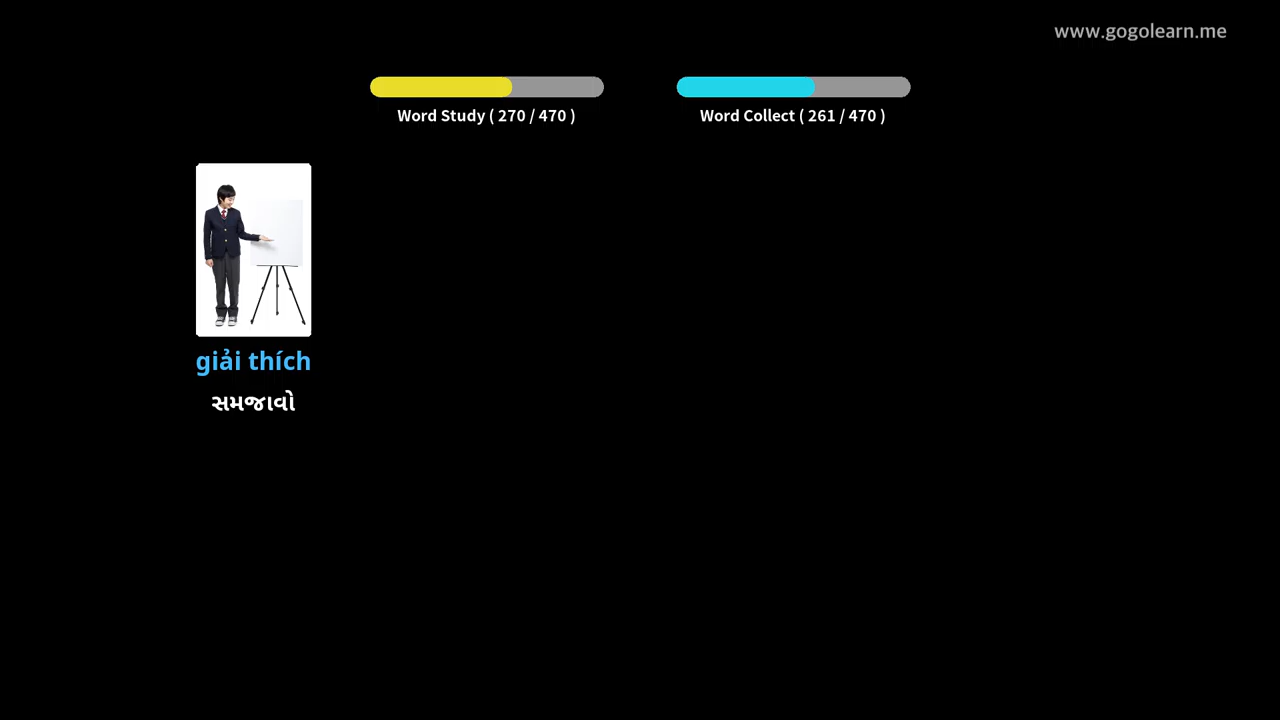 www.gogolearn.me
Word Study ( 270 / 470 )
Word Collect ( 261 / 470 )
giải thích
સમજાવો